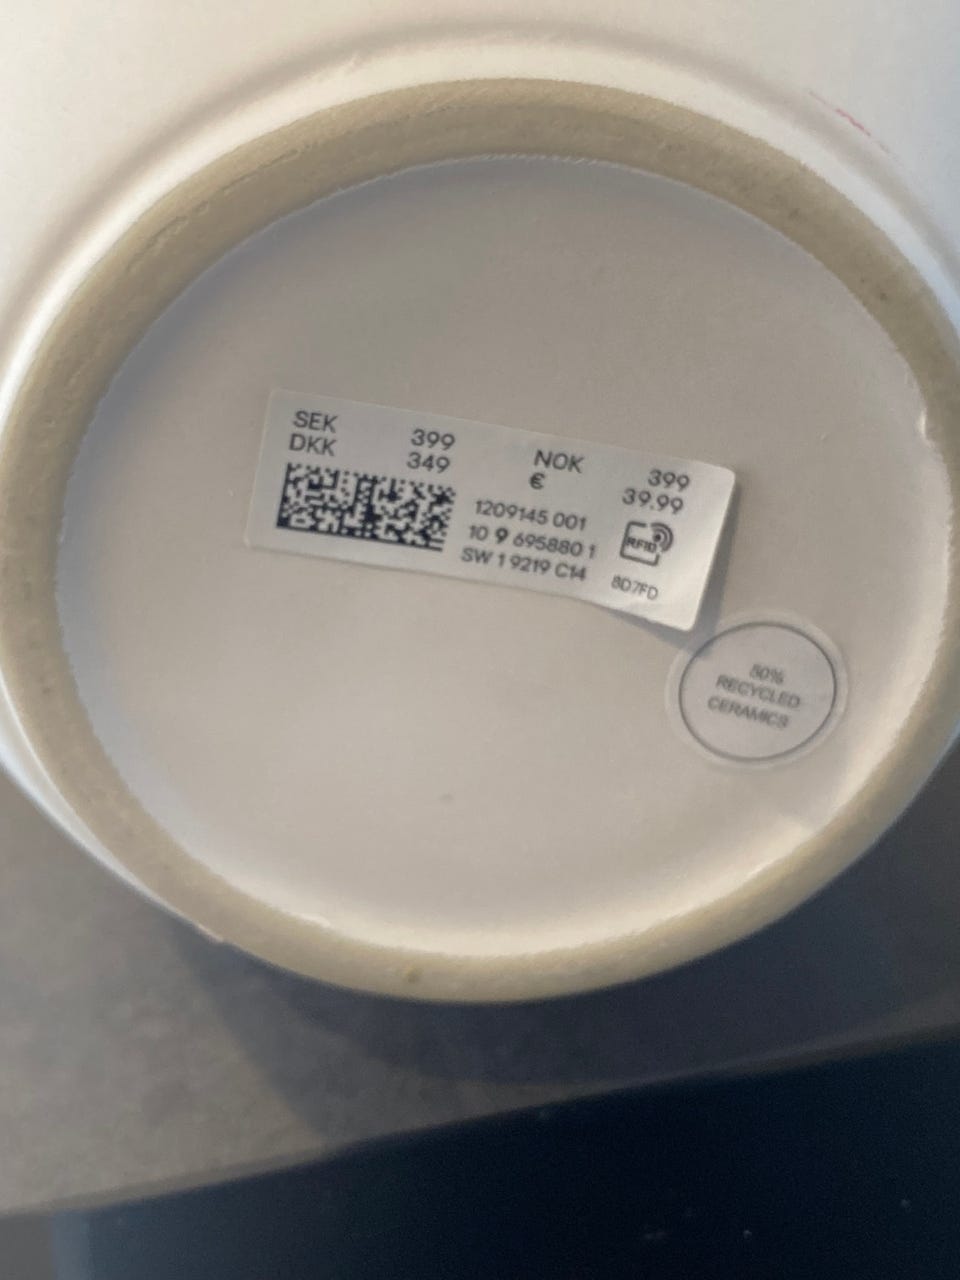 SEK 399
DKK 349
NOK 399
€ 39.99
1209145 001
10 9 695880 1
SW 1 9219 C14
RFID
8D7FD
50%
RECYCLED
CERAMICS